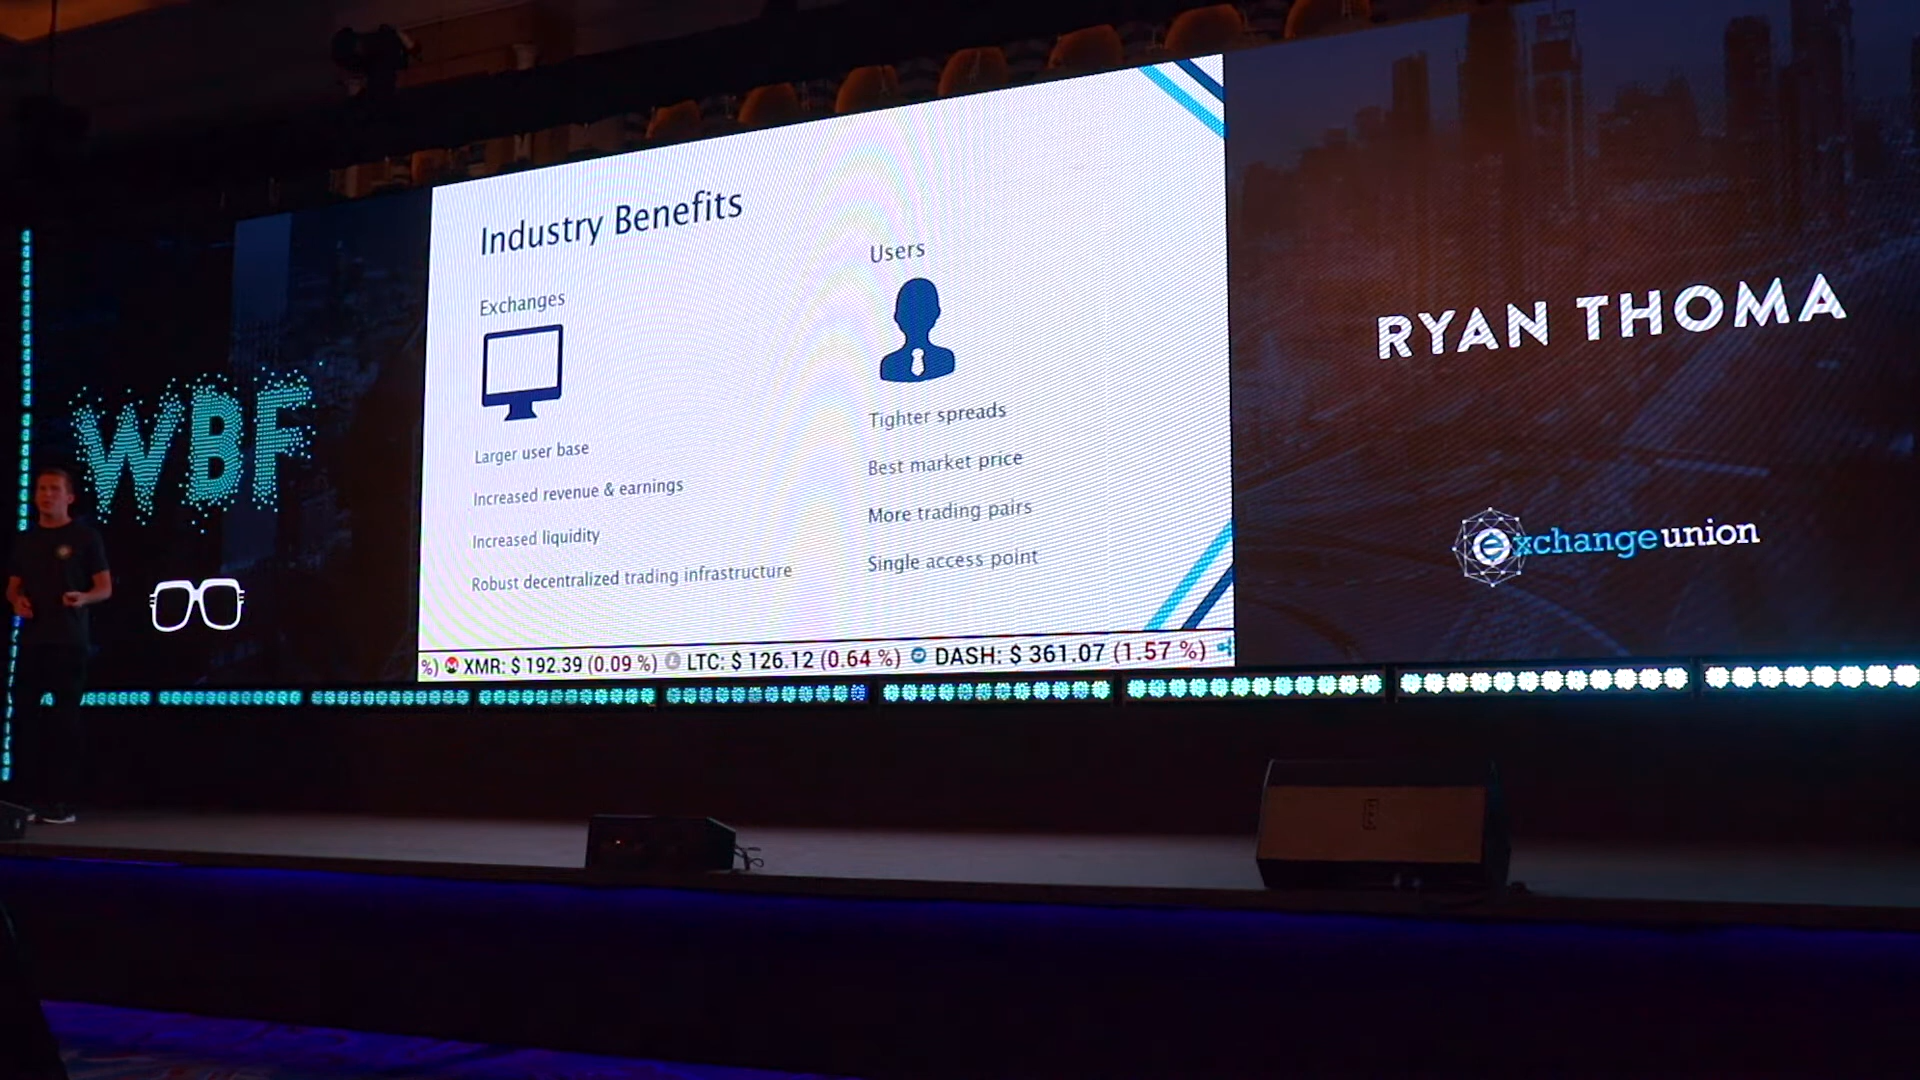 WBF
Industry Benefits
Exchanges
Larger user base
Increased revenue & earnings
Increased liquidity
Robust decentralized trading infrastructure
Users
Tighter spreads
Best market price
More trading pairs
Single access point
%) XMR: $ 192.39 (0.09 %) LTC: $ 126.12 (0.64 %) DASH: $ 361.07 (1.57 %)
RYAN THOMA
exchange union